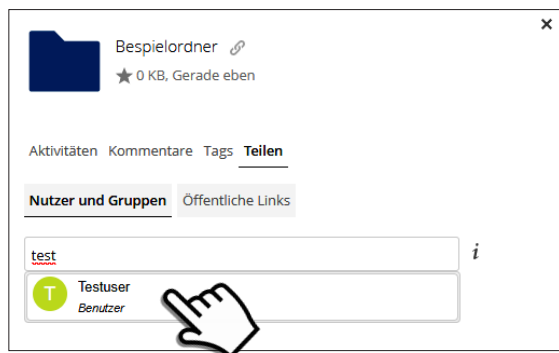 ×
Bespielordner
★ 0 KB, Gerade eben
Aktivitäten Kommentare Tags Teilen
Nutzer und Gruppen Öffentliche Links
test
i
T
Testuser
Benutzer